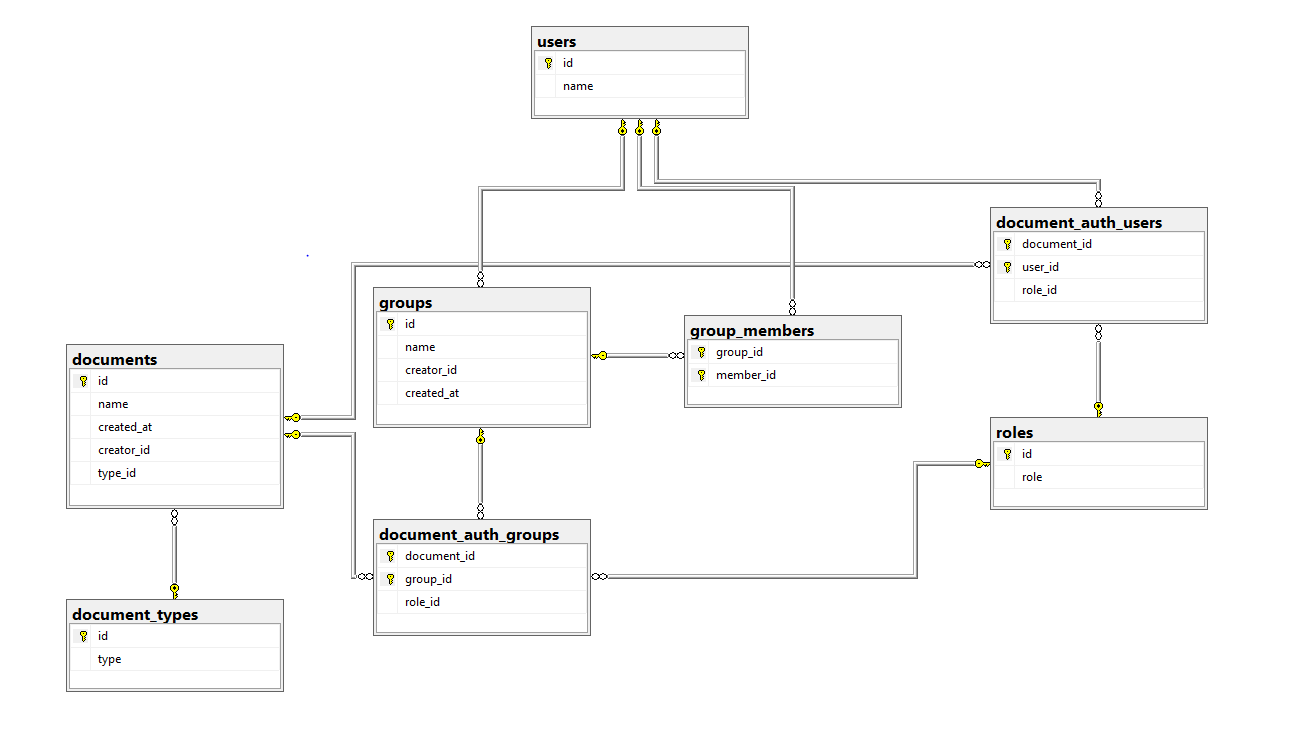 users
id
name
document_auth_users
document_id
user_id
role_id
groups
id
name
creator_id
created_at
group_members
group_id
member_id
documents
id
name
created_at
creator_id
type_id
roles
id
role
document_auth_groups
document_id
group_id
role_id
document_types
id
type